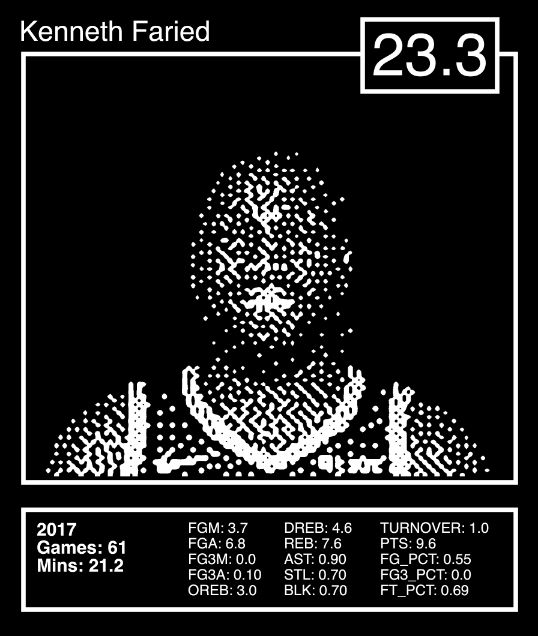 Kenneth Faried
23.3
2017
Games: 61
Mins: 21.2
FGM: 3.7
FGA: 6.8
FG3M: 0.0
FG3A: 0.10
OREB: 3.0
DREB: 4.6
REB: 7.6
AST: 0.90
STL: 0.70
BLK: 0.70
TURNOVER: 1.0
PTS: 9.6
FG_PCT: 0.55
FG3_PCT: 0.0
FT_PCT: 0.69